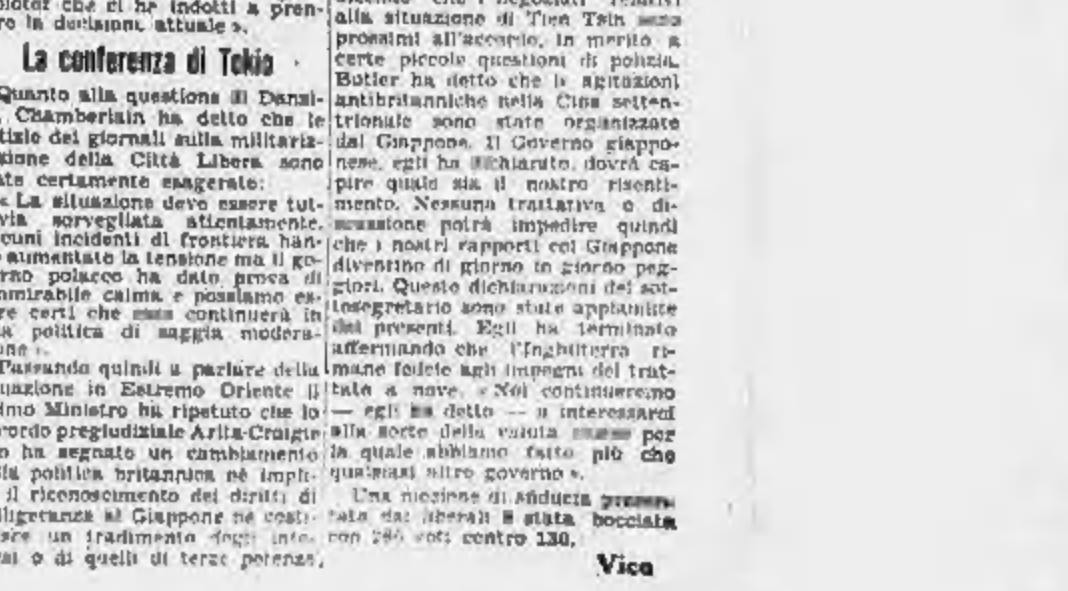 che ci ha indotti a pren-
la decisione attuale ».
La conferenza di Tokio
Quanto alla questione di Danzi-
Chamberlain ha detto che le
tizie dei giornali sulla militariz-
zione della Città Libera sono
te certamente esagerate:
« La situazione deve essere tut-
via sorvegliata attentamente.
cuni incidenti di frontiera han-
aumentato la tensione ma il go-
rno polacco ha dato prova di
mmirabile calma e possiamo es-
re certi che essa continuerà in
a politica di saggia modera-
one ».
Passando quindi a parlare della
tuazione in Estremo Oriente il
imo Ministro ha ripetuto che lo
cordo pregiudiziale Arita-Craigie
n ha segnato un cambiamento
lla politica britannica nè impli-
il riconoscimento dei diritti di
lligeranza al Giappone nè costi-
sce un tradimento degli inte-
si o di quelli di terze potenze,
che i negoziati relativi
alla situazione di Tien Tsin sono
prossimi all'accordo, in merito a
certe piccole questioni di polizia.
Butler ha detto che le agitazioni
antibritanniche nella Cina setten-
trionale sono state organizzate
dal Giappone. Il Governo giappo-
nese, egli ha dichiarato, dovrà ca-
pire quale sia il nostro risenti-
mento. Nessuna trattativa o di-
scussione potrà impedire quindi
che i nostri rapporti col Giappone
diventino di giorno in giorno peg-
giori. Queste dichiarazioni del sot-
tosegretario sono state applaudite
dai presenti. Egli ha terminato
affermando che l'Inghilterra ri-
mane fedele agli impegni del trat-
tato a nove. « Noi continueremo
— egli ha detto — a interessarci
alla sorte della valuta cinese per
la quale abbiamo fatto più che
qualsiasi altro governo ».
Una mozione di sfiducia presen-
tata dai liberali è stata bocciata
con voti contro 130.
Vico